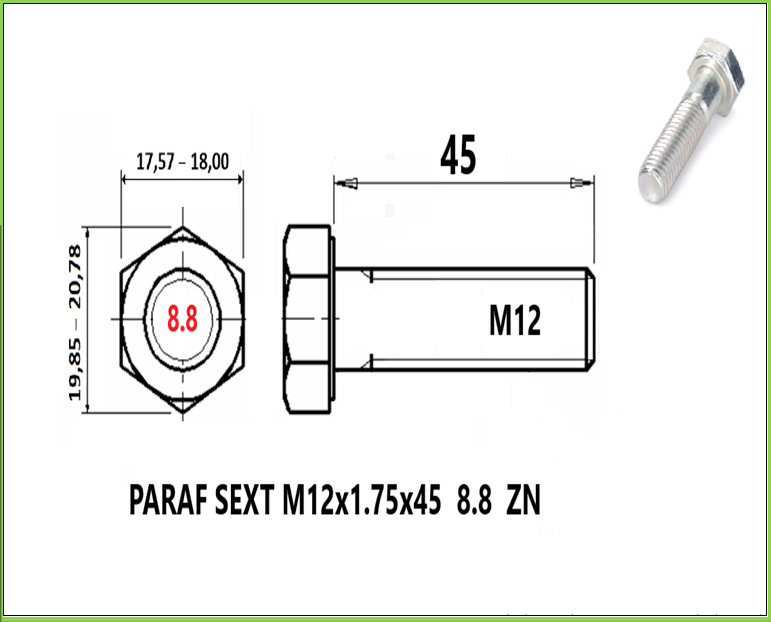 45
17,57 – 18,00
19,85 – 20,78
8.8
M12
PARAF SEXT M12x1.75x45 8.8 ZN